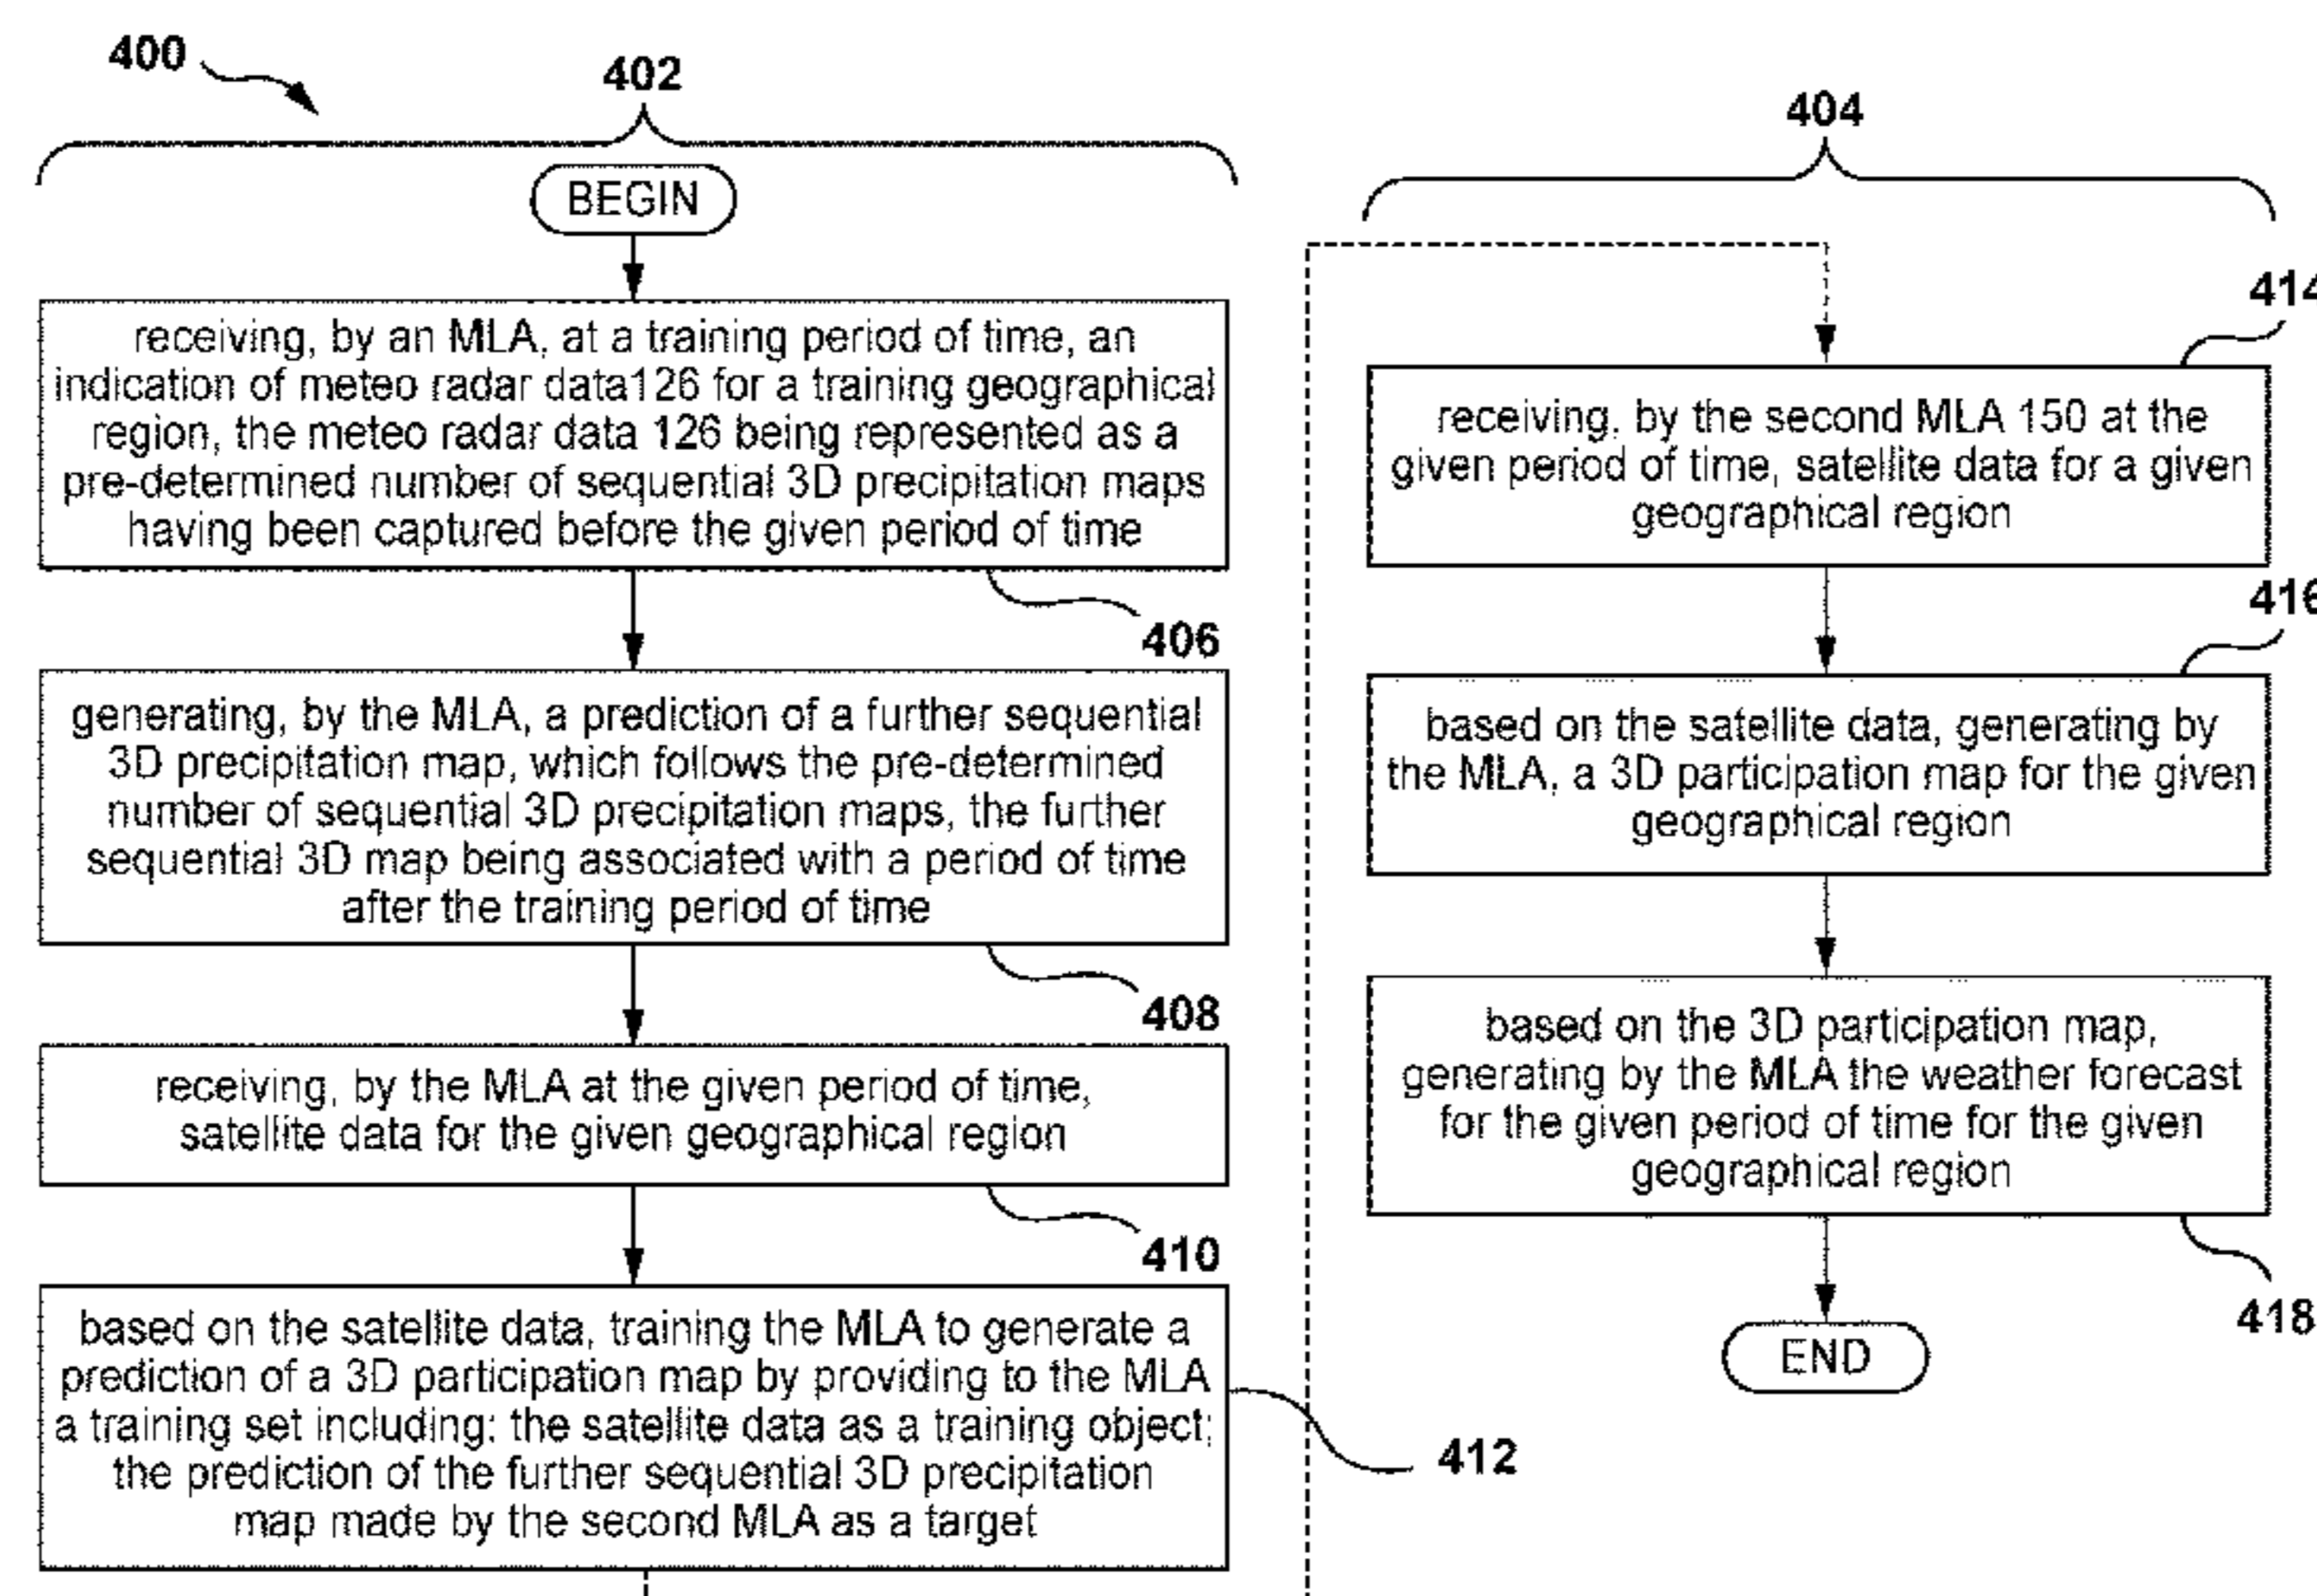 400
402
BEGIN
receiving, by an MLA, at a training period of time, an
indication of meteo radar data126 for a training geographical
region, the meteo radar data 126 being represented as a
pre-determined number of sequential 3D precipitation maps
having been captured before the given period of time
406
generating, by the MLA, a prediction of a further sequential
3D precipitation map, which follows the pre-determined
number of sequential 3D precipitation maps, the further
sequential 3D map being associated with a period of time
after the training period of time
408
receiving, by the MLA at the given period of time,
satellite data for the given geographical region
410
based on the satellite data, training the MLA to generate a
prediction of a 3D participation map by providing to the MLA
a training set including: the satellite data as a training object;
the prediction of the further sequential 3D precipitation
map made by the second MLA as a target
412
404
414
receiving, by the second MLA 150 at the
given period of time, satellite data for a given
geographical region
416
based on the satellite data, generating by
the MLA, a 3D participation map for the given
geographical region
based on the 3D participation map,
generating by the MLA the weather forecast
for the given period of time for the given
geographical region
418
END